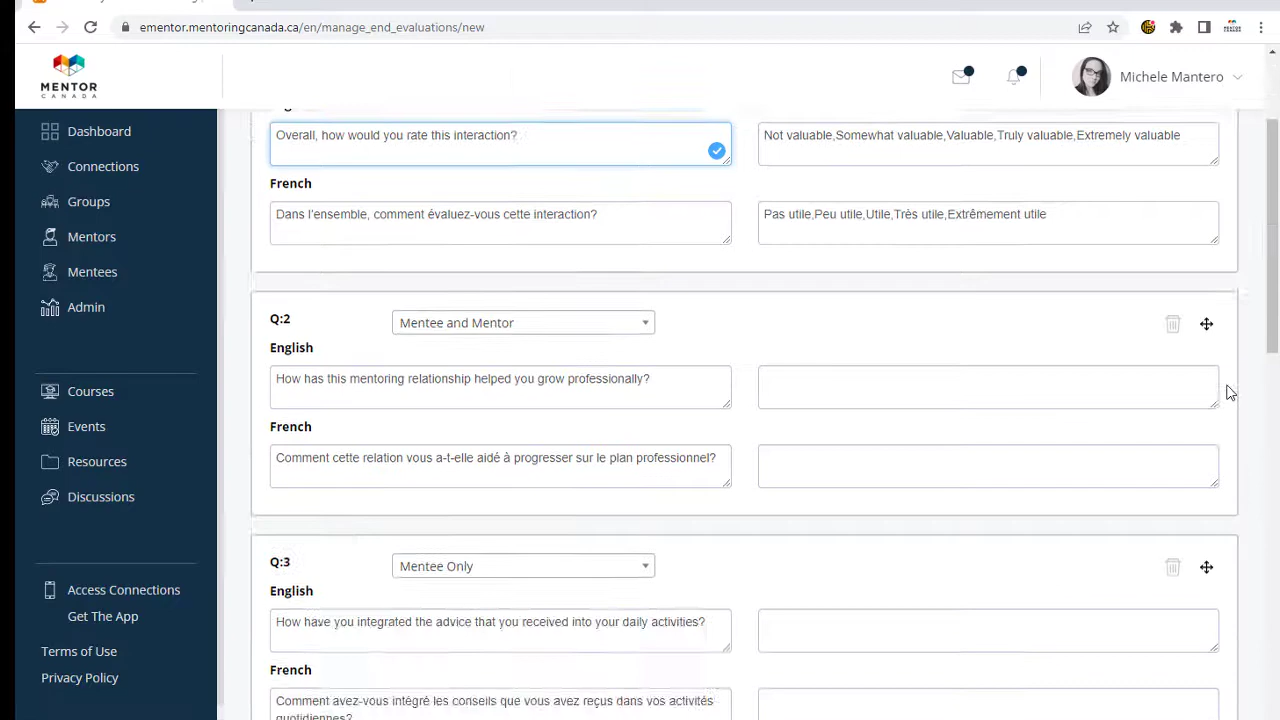 ementor.mentoringcanada.ca/en/manage_end_evaluations/new
MENTOR
CANADA
Michele Mantero
Dashboard
Connections
Groups
Mentors
Mentees
Admin
Courses
Events
Resources
Discussions
Access Connections
Get The App
Terms of Use
Privacy Policy
Overall, how would you rate this interaction?
Not valuable,Somewhat valuable,Valuable,Truly valuable,Extremely valuable
French
Dans l'ensemble, comment évaluez-vous cette interaction?
Pas utile,Peu utile,Utile,Très utile,Extrêmement utile
Q:2
Mentee and Mentor
English
How has this mentoring relationship helped you grow professionally?
French
Comment cette relation vous a-t-elle aidé à progresser sur le plan professionnel?
Q:3
Mentee Only
English
How have you integrated the advice that you received into your daily activities?
French
Comment avez-vous intégré les conseils que vous avez reçus dans vos activités
quotidiennes?